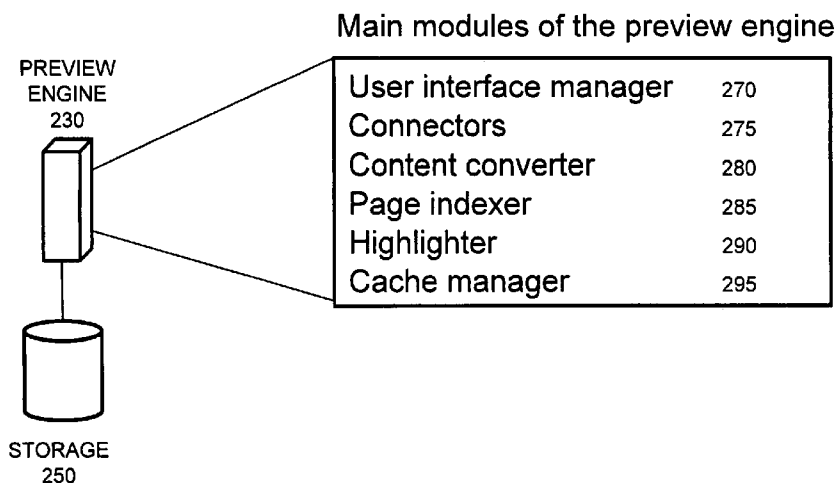 Main modules of the preview engine
PREVIEW
ENGINE
230
User interface manager 270
Connectors 275
Content converter 280
Page indexer 285
Highlighter 290
Cache manager 295
STORAGE
250